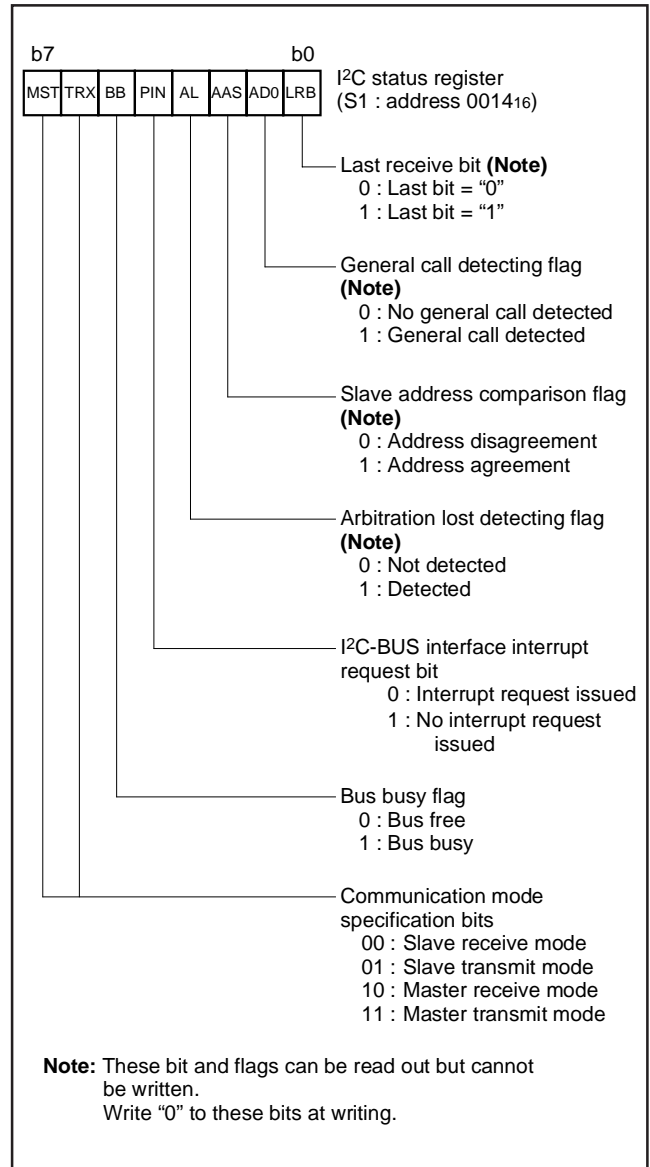 b7 b0
MST TRX BB PIN AL AAS AD0 LRB
I2C status register
(S1 : address 001416)
Last receive bit (Note)
0 : Last bit = “0”
1 : Last bit = “1”
General call detecting flag
(Note)
0 : No general call detected
1 : General call detected
Slave address comparison flag
(Note)
0 : Address disagreement
1 : Address agreement
Arbitration lost detecting flag
(Note)
0 : Not detected
1 : Detected
I2C-BUS interface interrupt
request bit
0 : Interrupt request issued
1 : No interrupt request
issued
Bus busy flag
0 : Bus free
1 : Bus busy
Communication mode
specification bits
00 : Slave receive mode
01 : Slave transmit mode
10 : Master receive mode
11 : Master transmit mode
Note: These bit and flags can be read out but cannot
be written.
Write “0” to these bits at writing.